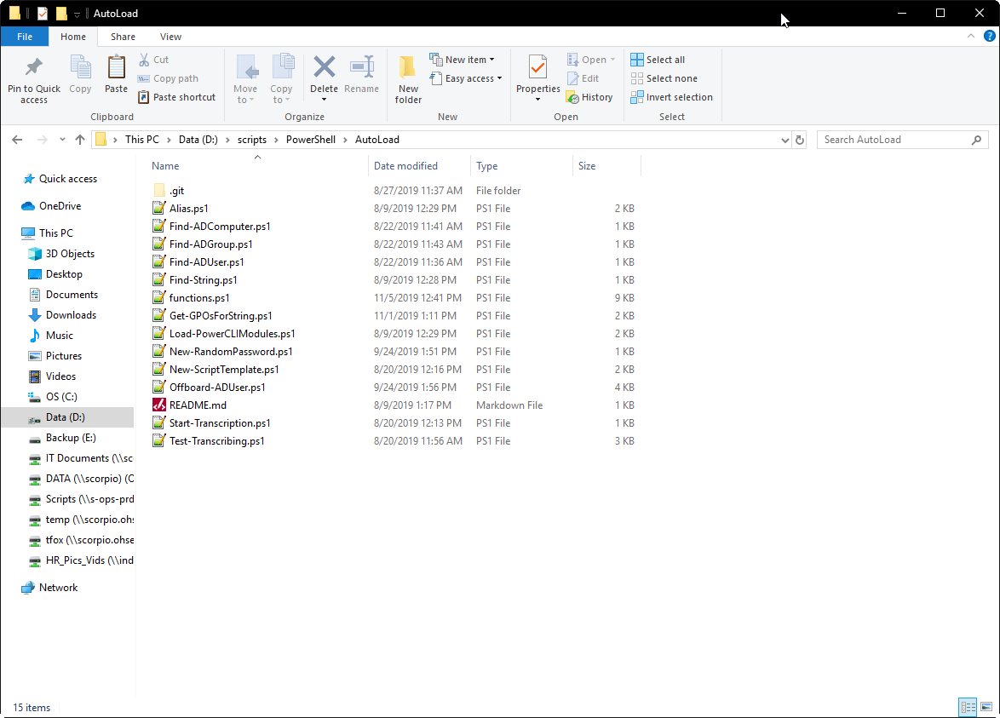 AutoLoad
File Home Share View
Pin to Quick access
Copy
Paste
Cut
Copy path
Paste shortcut
Clipboard
Move to
Copy to
Delete
Rename
Organize
New folder
New item
Easy access
New
Properties
Open
Edit
History
Open
Select all
Select none
Invert selection
Select
This PC > Data (D:) > scripts > PowerShell > AutoLoad
Search AutoLoad
Quick access
OneDrive
This PC
3D Objects
Desktop
Documents
Downloads
Music
Pictures
Videos
OS (C:)
Data (D:)
Backup (E:)
IT Documents (\\sc
DATA (\\scorpio) (O
Scripts (\\s-ops-prd
temp (\\scorpio.ohs
tfox (\\scorpio.ohse
HR_Pics_Vids (\\ind
Network
Name Date modified Type Size
.git 8/27/2019 11:37 AM File folder
Alias.ps1 8/9/2019 12:29 PM PS1 File 2 KB
Find-ADComputer.ps1 8/22/2019 11:41 AM PS1 File 1 KB
Find-ADGroup.ps1 8/22/2019 11:43 AM PS1 File 1 KB
Find-ADUser.ps1 8/22/2019 11:36 AM PS1 File 1 KB
Find-String.ps1 8/9/2019 12:28 PM PS1 File 1 KB
functions.ps1 11/5/2019 12:41 PM PS1 File 9 KB
Get-GPOsForString.ps1 11/1/2019 1:11 PM PS1 File 2 KB
Load-PowerCLIModules.ps1 8/9/2019 12:29 PM PS1 File 2 KB
New-RandomPassword.ps1 9/24/2019 1:51 PM PS1 File 1 KB
New-ScriptTemplate.ps1 8/20/2019 12:16 PM PS1 File 2 KB
Offboard-ADUser.ps1 9/24/2019 1:56 PM PS1 File 4 KB
README.md 8/9/2019 1:17 PM Markdown File 1 KB
Start-Transcription.ps1 8/20/2019 12:13 PM PS1 File 1 KB
Test-Transcribing.ps1 8/20/2019 11:56 AM PS1 File 3 KB
15 items